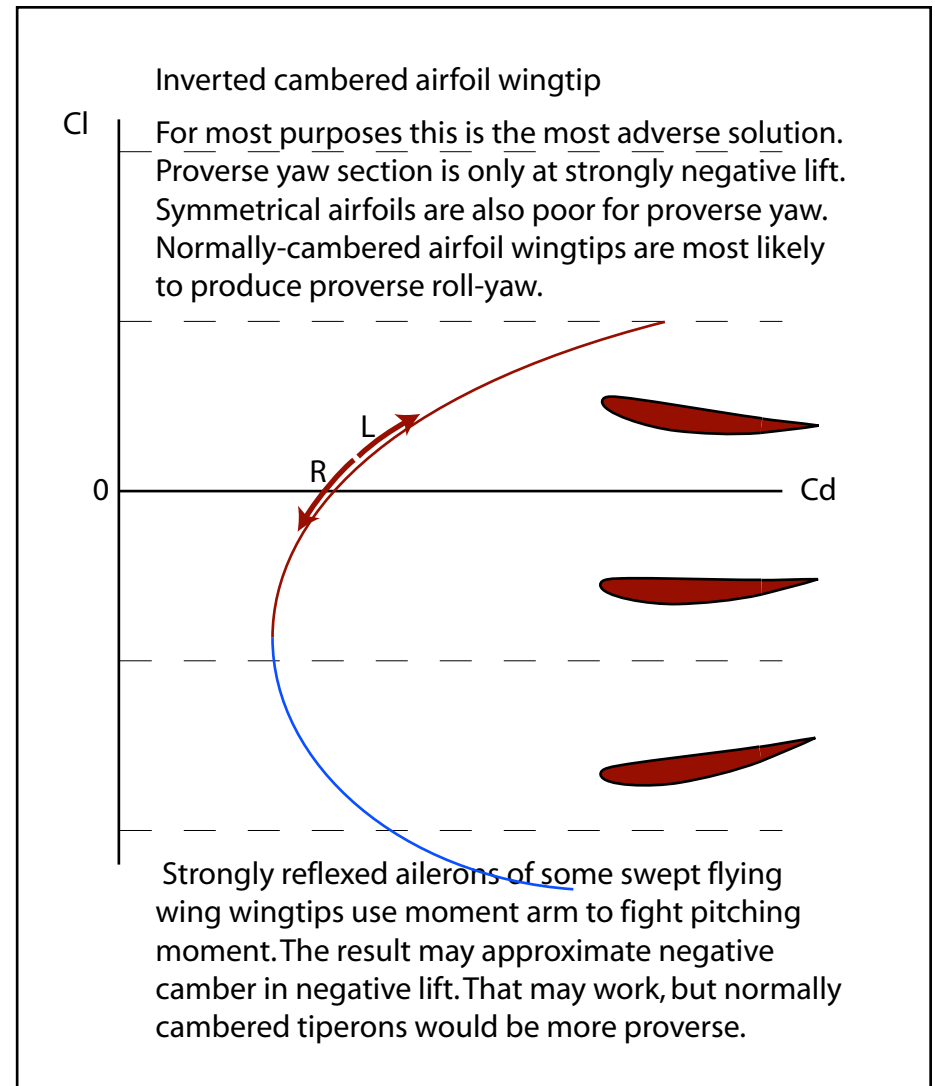 Inverted cambered airfoil wingtip
Cl
For most purposes this is the most adverse solution.
Proverse yaw section is only at strongly negative lift.
Symmetrical airfoils are also poor for proverse yaw.
Normally-cambered airfoil wingtips are most likely
to produce proverse roll-yaw.
L
R
0
Cd
Strongly reflexed ailerons of some swept flying
wing wingtips use moment arm to fight pitching
moment. The result may approximate negative
camber in negative lift. That may work, but normally
cambered tiperons would be more proverse.